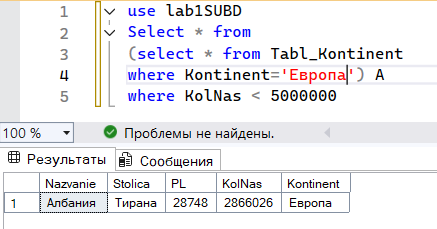 1 use lab1SUBD
2 Select * from
3 (select * from Tabl_Kontinent
4 where Kontinent='Европа') A
5 where KolNas < 5000000
100 % Проблемы не найдены.
Результаты Сообщения
Nazvanie Stolica PL KolNas Kontinent
1 Албания Тирана 28748 2866026 Европа